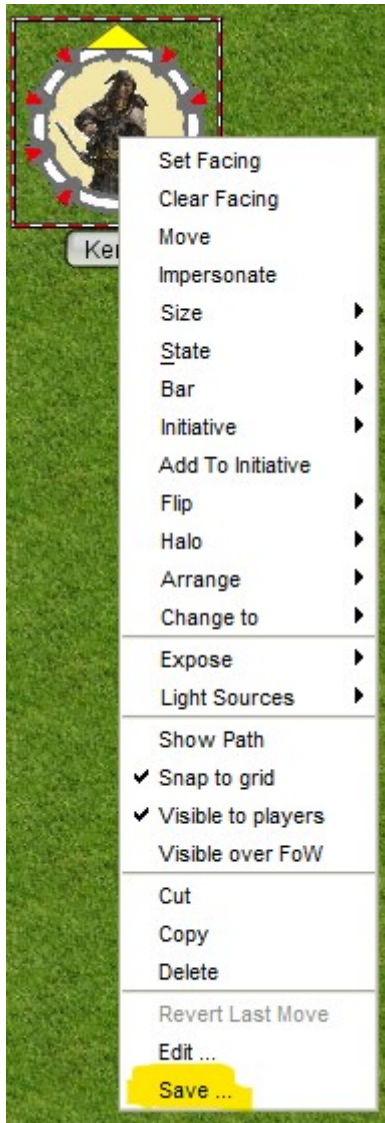 Set Facing
Clear Facing
Move
Impersonate
Size
State
Bar
Initiative
Add To Initiative
Flip
Halo
Arrange
Change to
Expose
Light Sources
Show Path
Snap to grid
Visible to players
Visible over FoW
Cut
Copy
Delete
Revert Last Move
Edit ...
Save ...